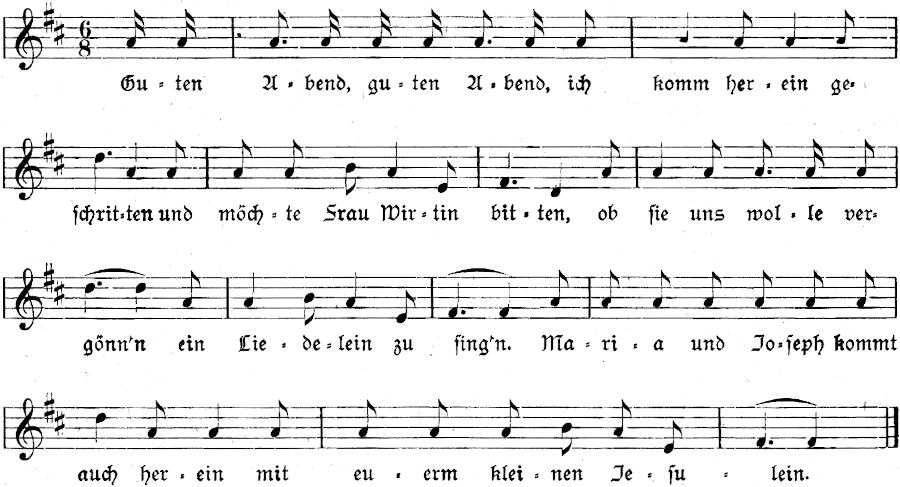 6
8
Gu - ten A - bend, gu - ten A - bend, ich komm her - ein ge-
schrit-ten und möch - te Frau Wir-tin bit-ten, ob sie uns wol - le ver-
gönn'n ein Lie - de - lein zu sing'n. Ma - ri - a und Jo-seph kommt
auch her - ein mit eu - erm klei - nen Je - su - lein.